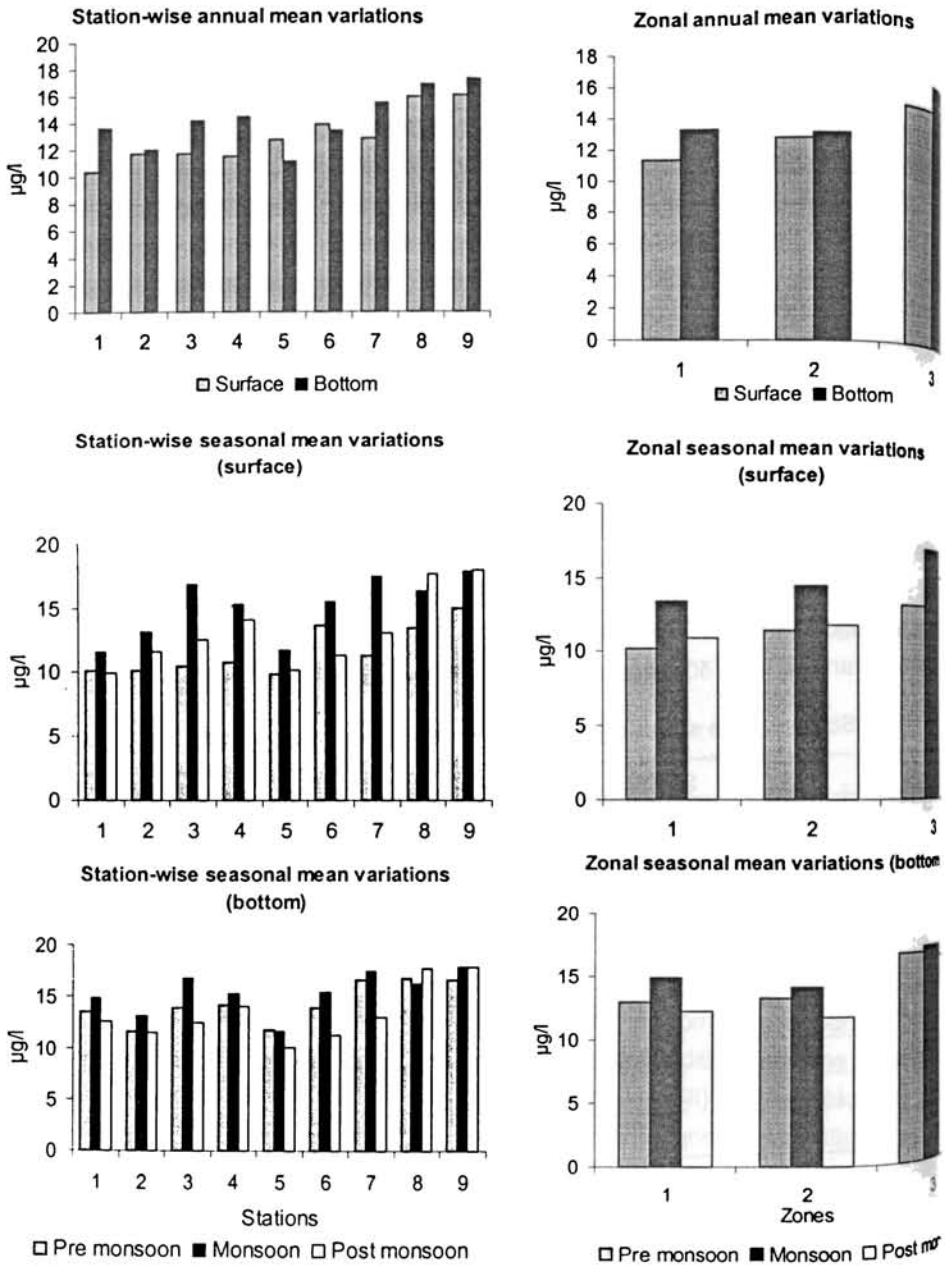 Station-wise annual mean variations
20
18
16
14
12
10
8
6
4
2
0
µg/l
1 2 3 4 5 6 7 8 9
Surface Bottom
Zonal annual mean variations
18
16
14
12
10
8
6
4
2
0
µg/l
1 2 3
Surface Bottom
Station-wise seasonal mean variations
(surface)
20
15
10
5
0
µg/l
1 2 3 4 5 6 7 8 9
Zonal seasonal mean variations
(surface)
20
15
10
5
0
µg/l
1 2 3
Station-wise seasonal mean variations
(bottom)
20
15
10
5
0
µg/l
1 2 3 4 5 6 7 8 9
Stations
Pre monsoon Monsoon Post monsoon
Zonal seasonal mean variations (bottom
20
15
10
5
0
µg/l
1 2 3
Zones
Pre monsoon Monsoon Post